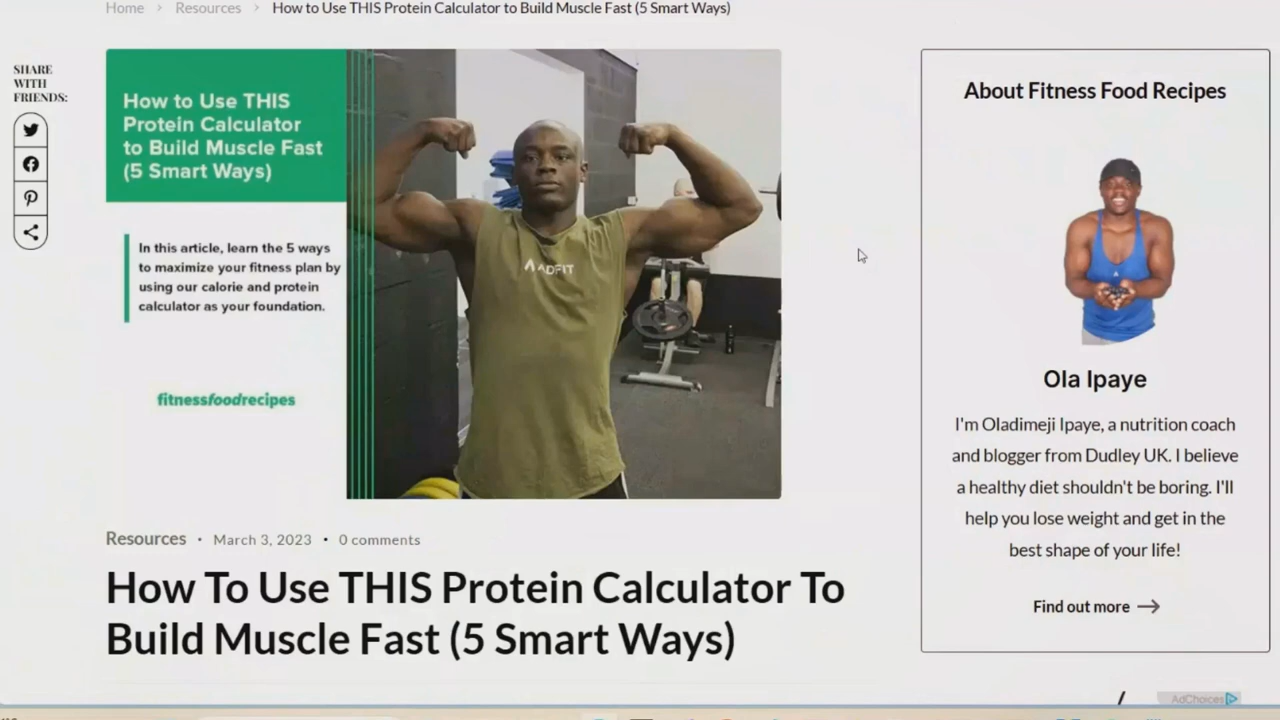 Home > Resources > How to Use THIS Protein Calculator to Build Muscle Fast (5 Smart Ways)
SHARE
WITH
FRIENDS:
How to Use THIS
Protein Calculator
to Build Muscle Fast
(5 Smart Ways)
In this article, learn the 5 ways
to maximize your fitness plan by
using our calorie and protein
calculator as your foundation.
fitnessfoodrecipes
ADFIT
Resources • March 3, 2023 • 0 comments
How To Use THIS Protein Calculator To
Build Muscle Fast (5 Smart Ways)
About Fitness Food Recipes
Ola Ipaye
I'm Oladimeji Ipaye, a nutrition coach
and blogger from Dudley UK. I believe
a healthy diet shouldn't be boring. I'll
help you lose weight and get in the
best shape of your life!
Find out more →
AdChoices